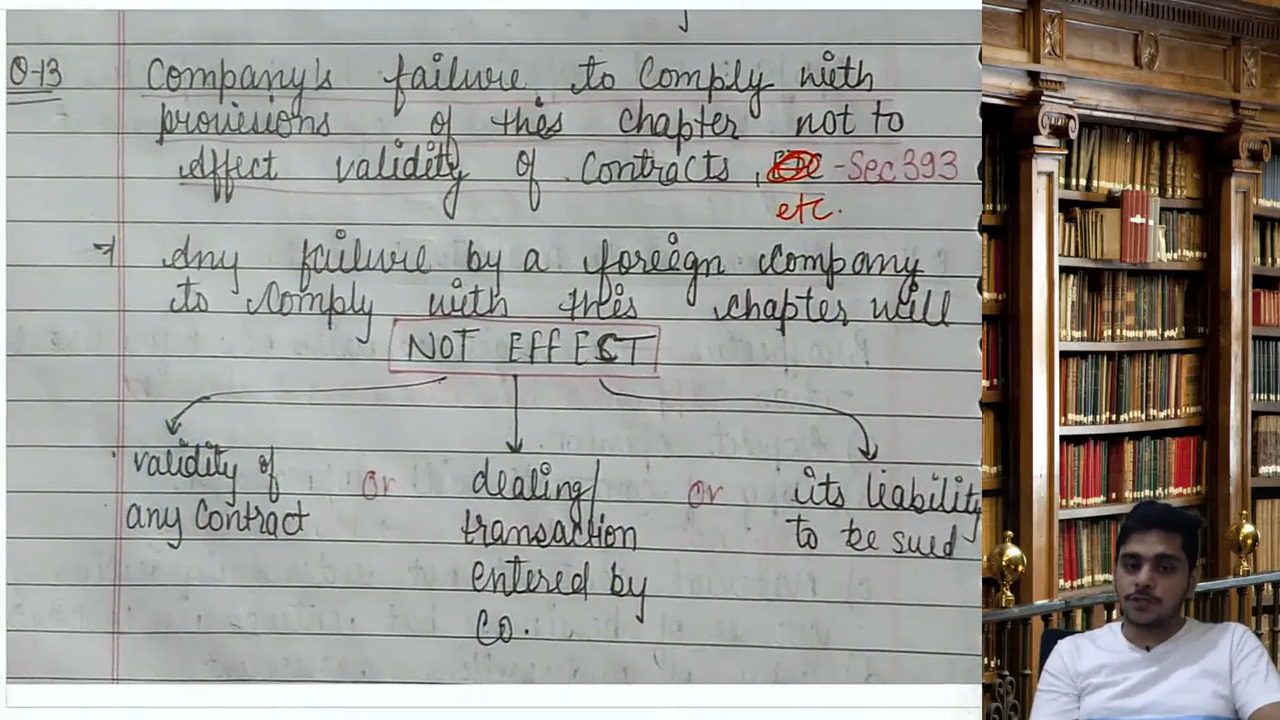 Q-13 Company's failure to comply with
provisions of this chapter not to
effect validity of contracts, -Sec 393
etc.
⇒ Any failure by a foreign company
to comply with this chapter will
NOT EFFECT
validity of any contract
or
dealing/ transaction entered by Co.
or
its liability to be sued